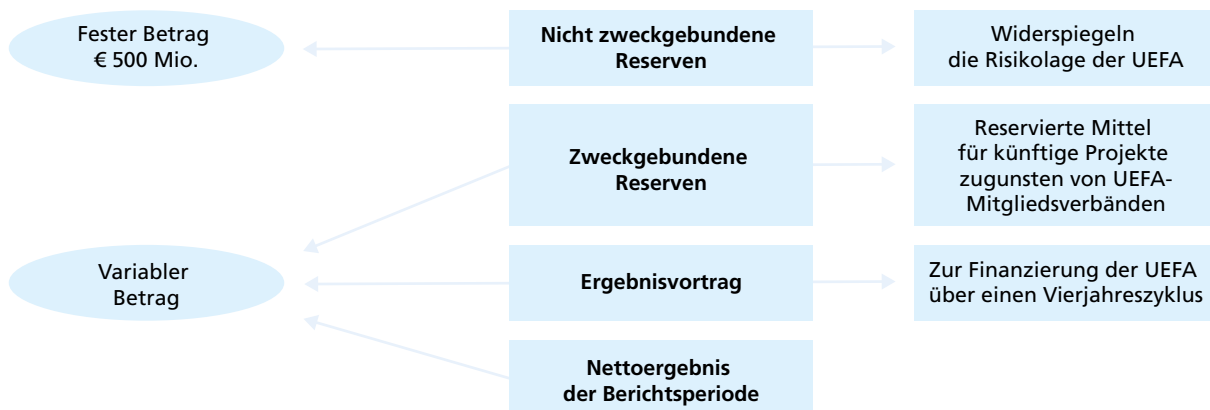 Fester Betrag
€ 500 Mio.
Nicht zweckgebundene
Reserven
Widerspiegeln
die Risikolage der UEFA
Zweckgebundene
Reserven
Reservierte Mittel
für künftige Projekte
zugunsten von UEFA-
Mitgliedsverbänden
Variabler
Betrag
Ergebnisvortrag
Zur Finanzierung der UEFA
über einen Vierjahreszyklus
Nettoergebnis
der Berichtsperiode